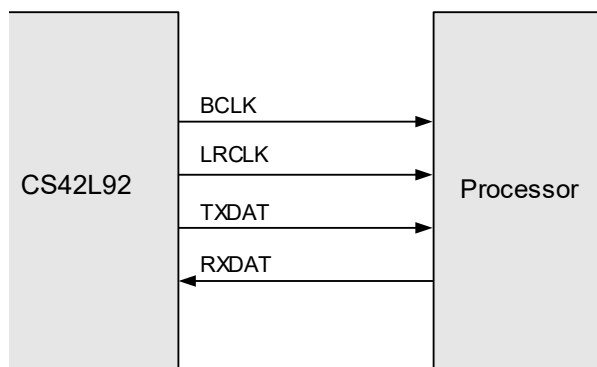 BCLK
LRCLK
CS42L92
Processor
TXDAT
RXDAT